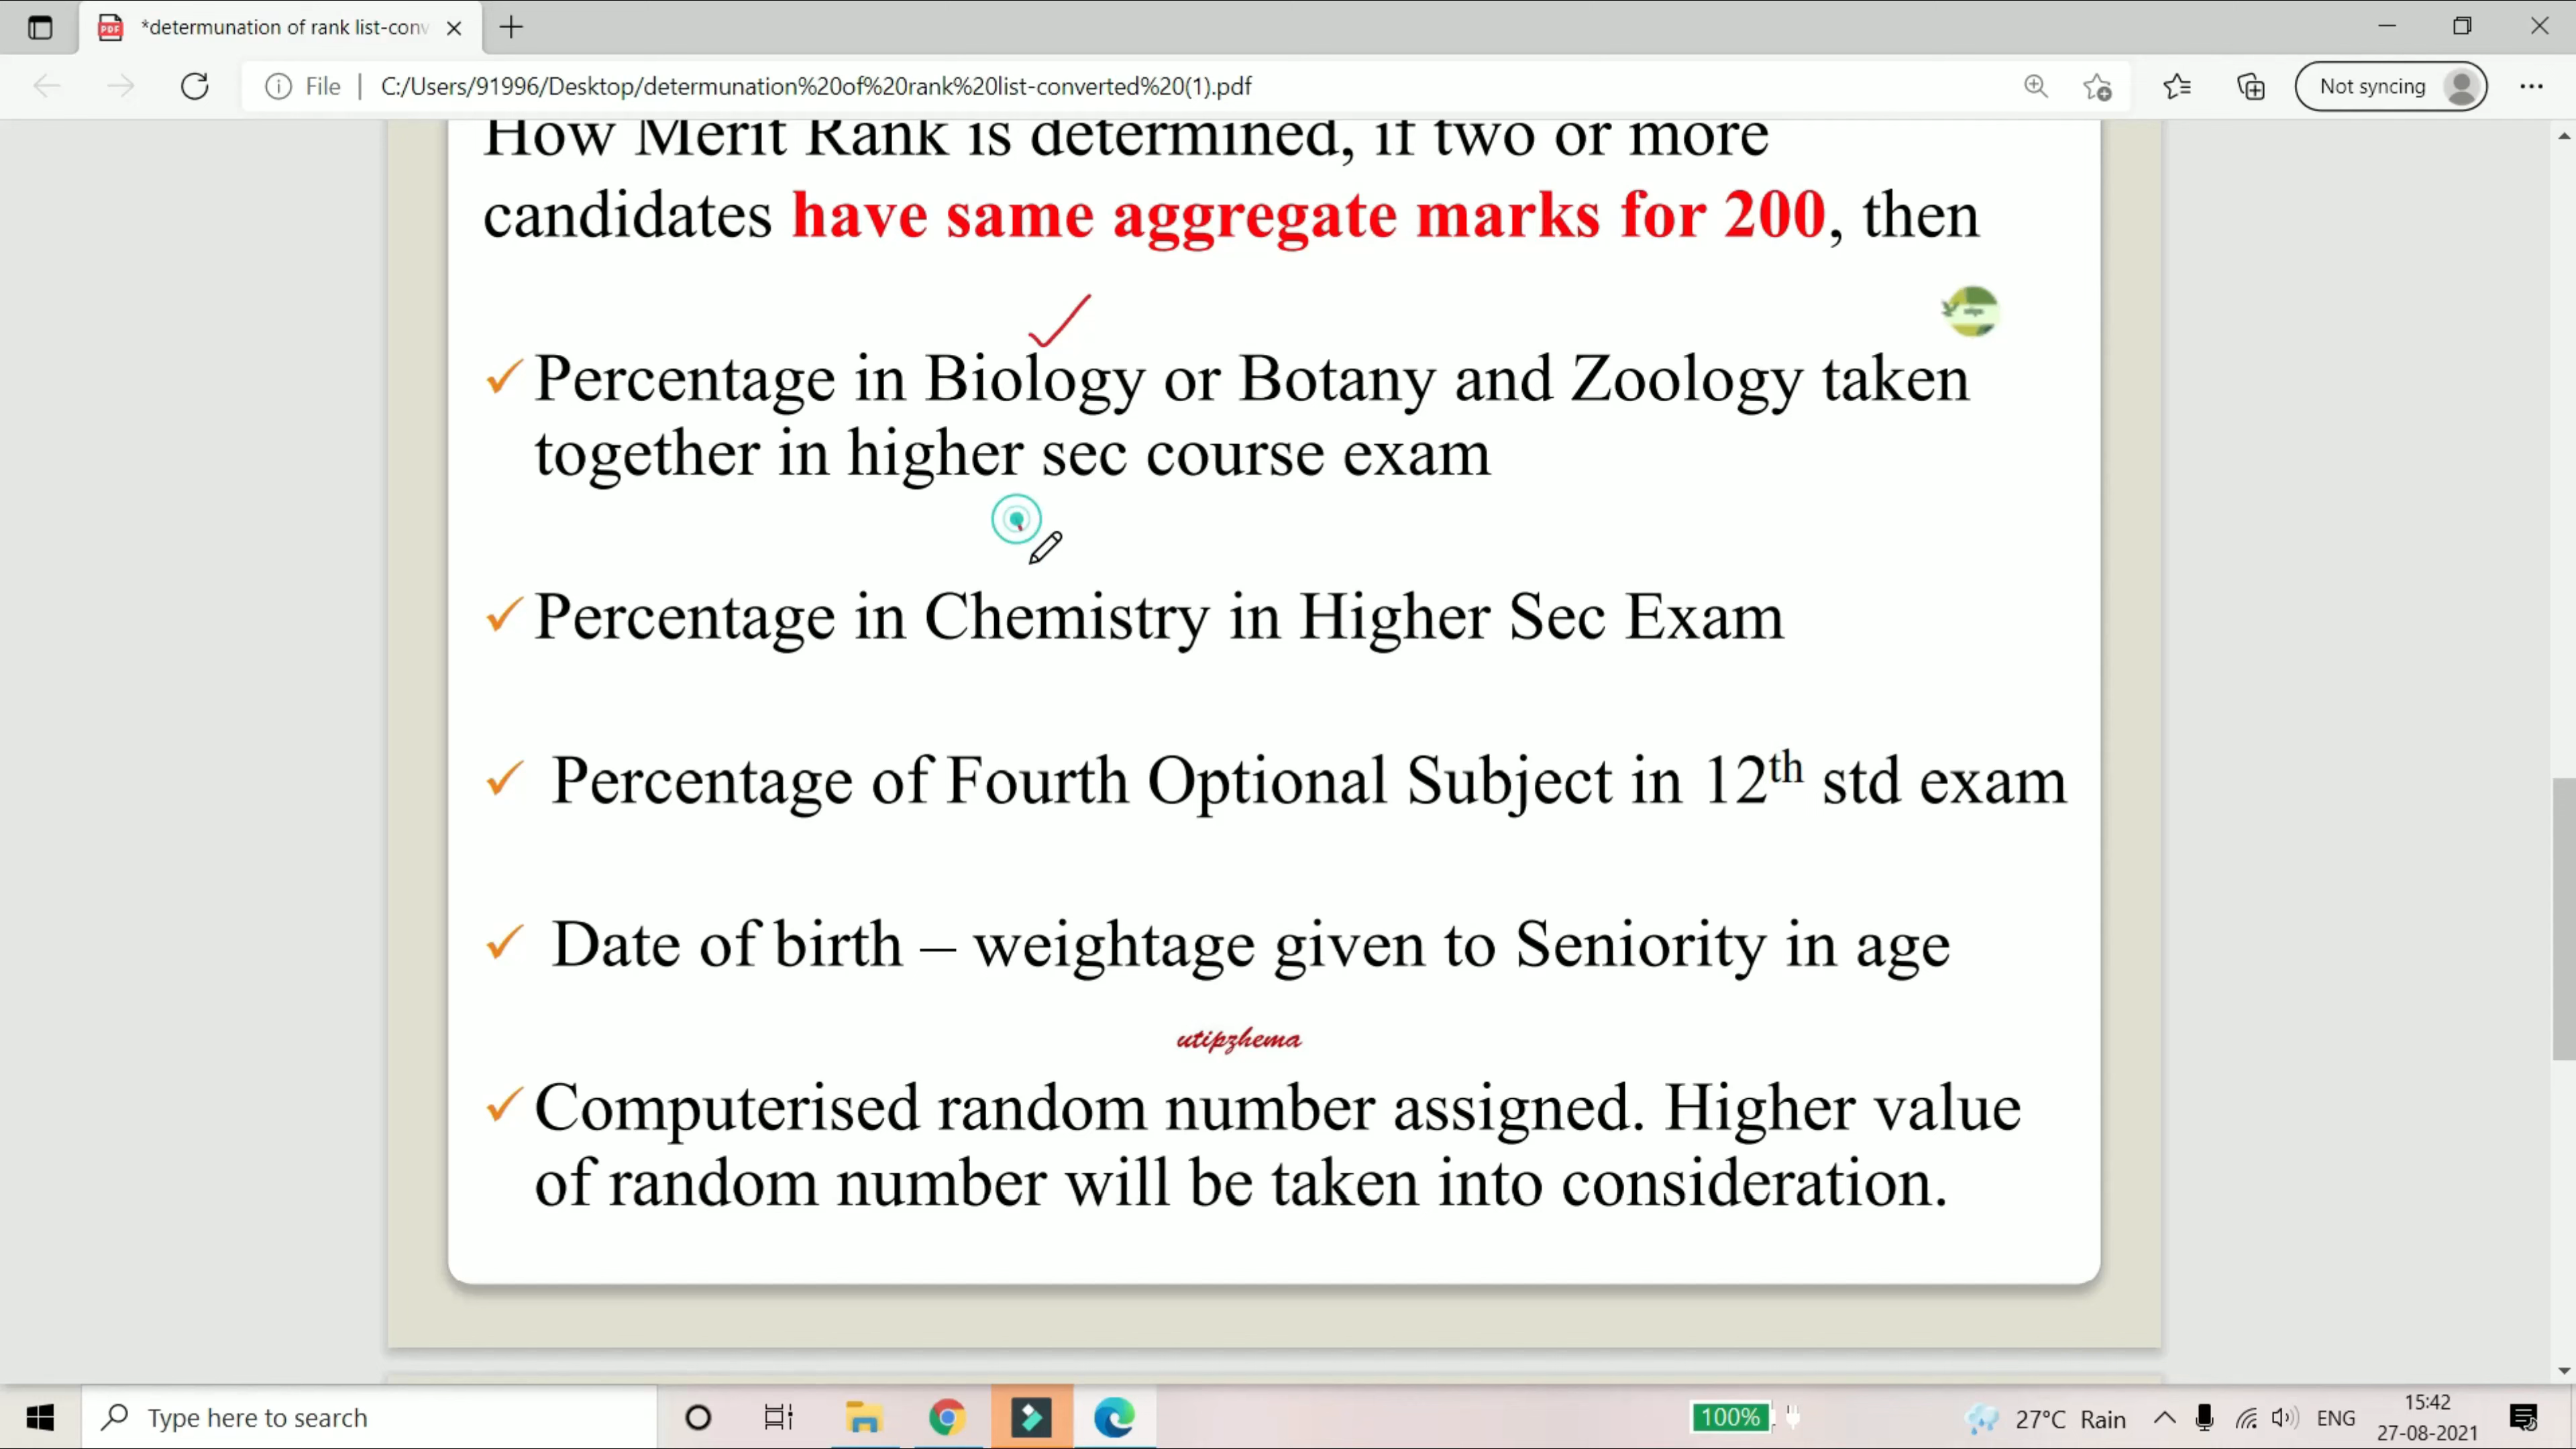 *determunation of rank list-conv
File
C:/Users/91996/Desktop/determunation%20of%20rank%20list-converted%20(1).pdf
Not syncing
How Merit Rank is determined, if two or more
candidates have same aggregate marks for 200, then
Percentage in Biology or Botany and Zoology taken
together in higher sec course exam
Percentage in Chemistry in Higher Sec Exam
Percentage of Fourth Optional Subject in 12th std exam
Date of birth – weightage given to Seniority in age
utipzhema
Computerised random number assigned. Higher value
of random number will be taken into consideration.
Type here to search
100%
27°C Rain
ENG
15:42
27-08-2021